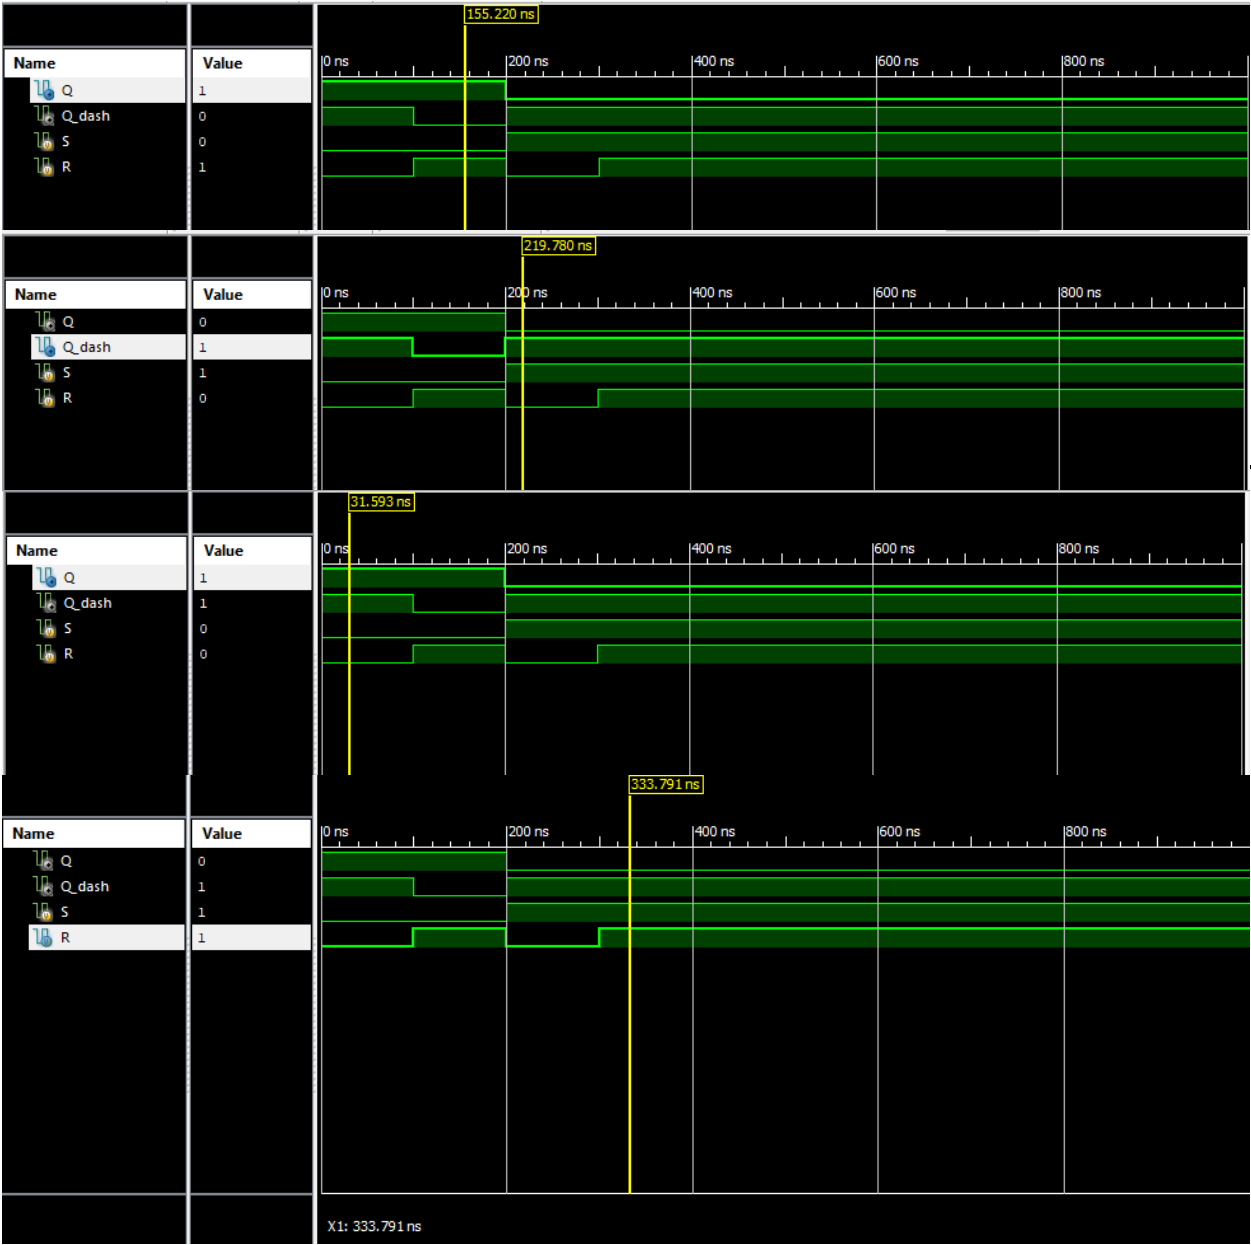 155.220 ns
Name Value 0 ns 200 ns 400 ns 600 ns 800 ns
Q 1
Q_dash 0
S 0
R 1
219.780 ns
Name Value 0 ns 200 ns 400 ns 600 ns 800 ns
Q 0
Q_dash 1
S 1
R 0
31.593 ns
Name Value 0 ns 200 ns 400 ns 600 ns 800 ns
Q 1
Q_dash 1
S 0
R 0
333.791 ns
Name Value 0 ns 200 ns 400 ns 600 ns 800 ns
Q 0
Q_dash 1
S 1
R 1
X1: 333.791 ns